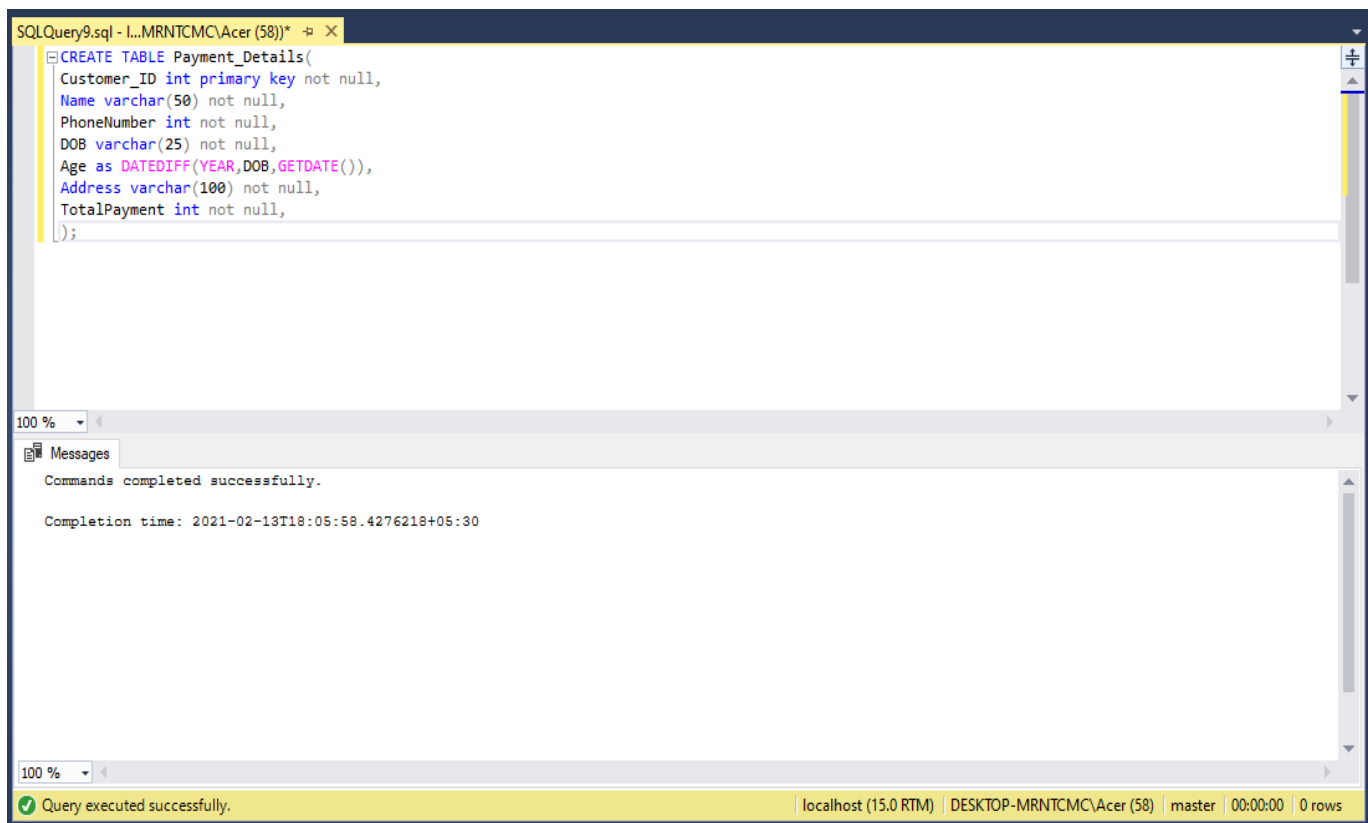 SQLQuery9.sql - l...MRNTCMC\Acer (58))*
CREATE TABLE Payment_Details(
Customer_ID int primary key not null,
Name varchar(50) not null,
PhoneNumber int not null,
DOB varchar(25) not null,
Age as DATEDIFF(YEAR,DOB,GETDATE()),
Address varchar(100) not null,
TotalPayment int not null,
);
100 %
Messages
Commands completed successfully.
Completion time: 2021-02-13T18:05:58.4276218+05:30
100 %
Query executed successfully. localhost (15.0 RTM) DESKTOP-MRNTCMC\Acer (58) master 00:00:00 0 rows